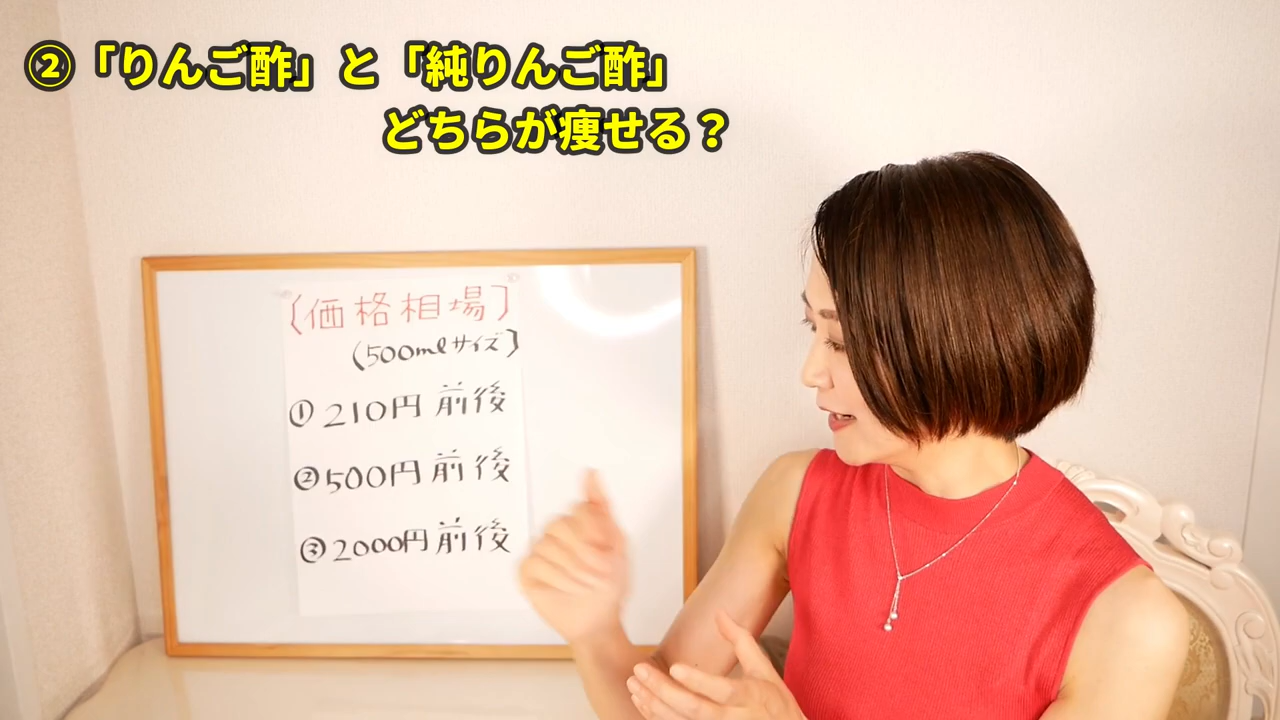 ②「りんご酢」と「純りんご酢」
どちらが痩せる？
〔価格相場〕
(500mlサイズ)
① 210円 前後
② 500円 前後
③ 2000円 前後